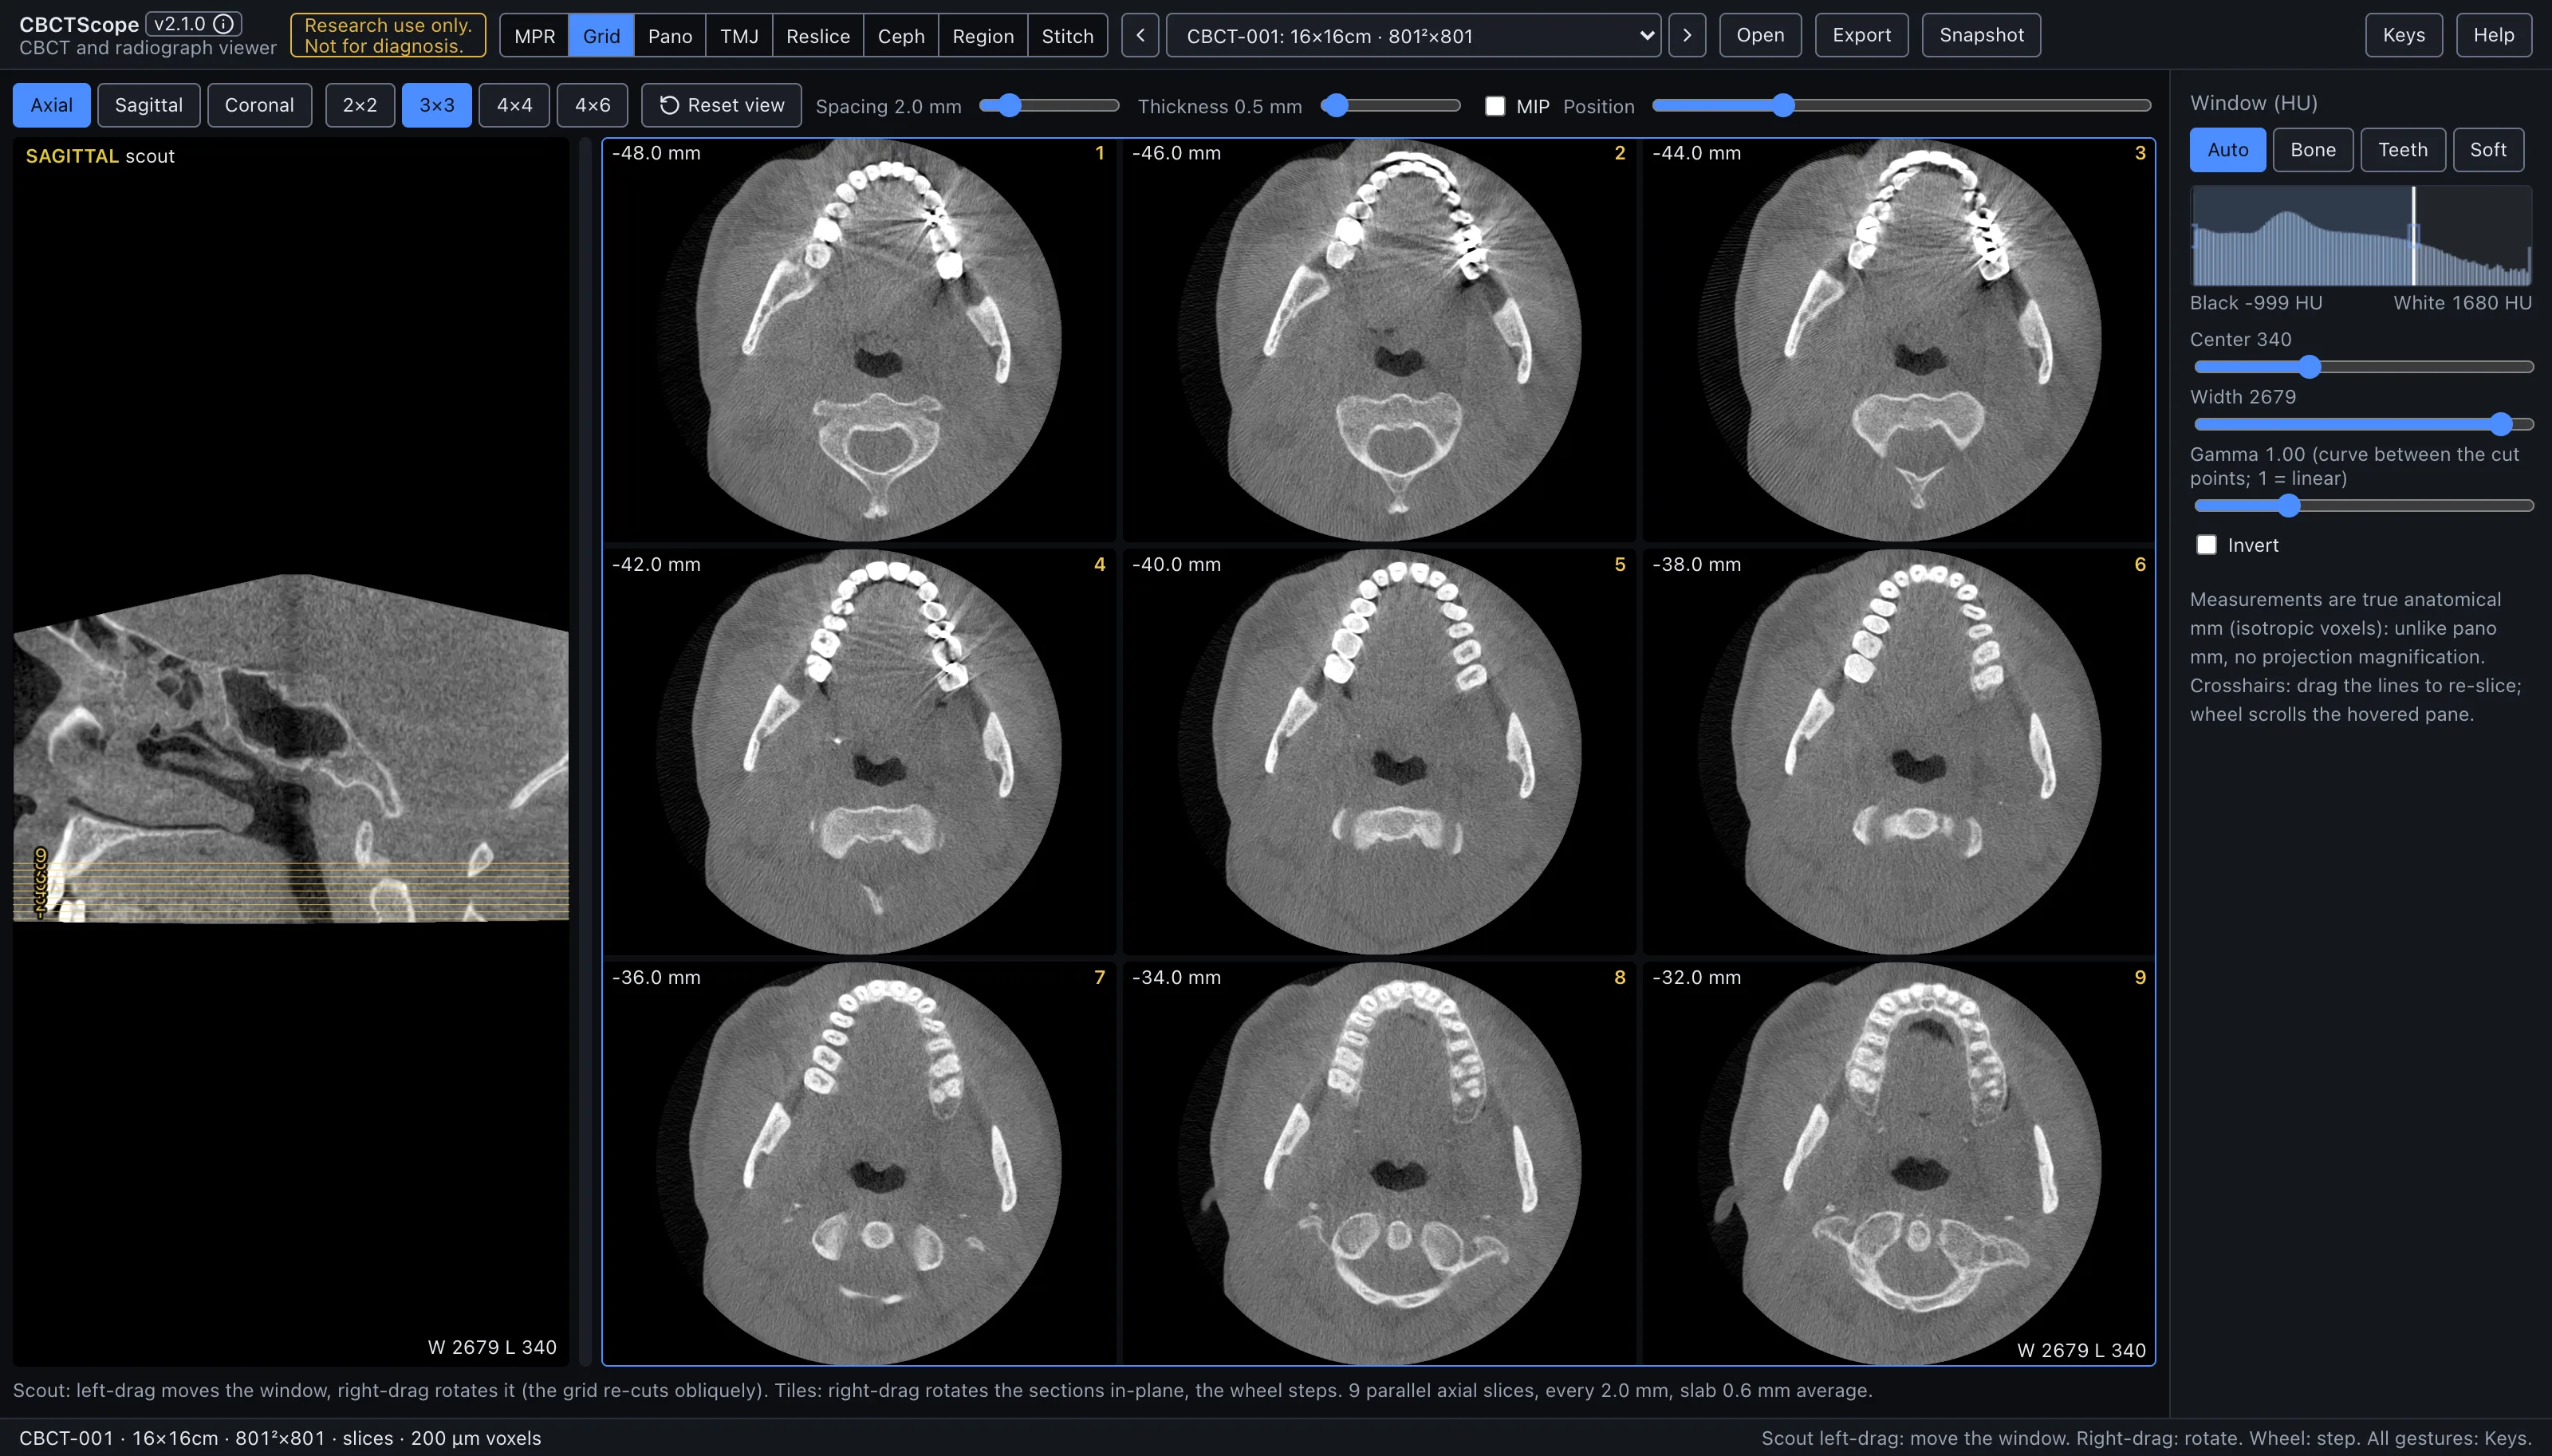 CBCTScope v2.1.0
CBCT and radiograph viewer
Research use only.
Not for diagnosis.
MPR Grid Pano TMJ Reslice Ceph Region Stitch
CBCT-001: 16×16cm · 801²×801
Open Export Snapshot Keys Help
Axial Sagittal Coronal 2×2 3×3 4×4 4×6 Reset view Spacing 2.0 mm Thickness 0.5 mm MIP Position
SAGITTAL scout
W 2679 L 340
-48.0 mm 1
-46.0 mm 2
-44.0 mm 3
-42.0 mm 4
-40.0 mm 5
-38.0 mm 6
-36.0 mm 7
-34.0 mm 8
-32.0 mm 9
W 2679 L 340
Window (HU)
Auto Bone Teeth Soft
Black -999 HU White 1680 HU
Center 340
Width 2679
Gamma 1.00 (curve between the cut
points; 1 = linear)
Invert
Measurements are true anatomical
mm (isotropic voxels): unlike pano
mm, no projection magnification.
Crosshairs: drag the lines to re-slice;
wheel scrolls the hovered pane.
Scout: left-drag moves the window, right-drag rotates it (the grid re-cuts obliquely). Tiles: right-drag rotates the sections in-plane, the wheel steps. 9 parallel axial slices, every 2.0 mm, slab 0.6 mm average.
CBCT-001 · 16×16cm · 801²×801 · slices · 200 µm voxels
Scout left-drag: move the window. Right-drag: rotate. Wheel: step. All gestures: Keys.